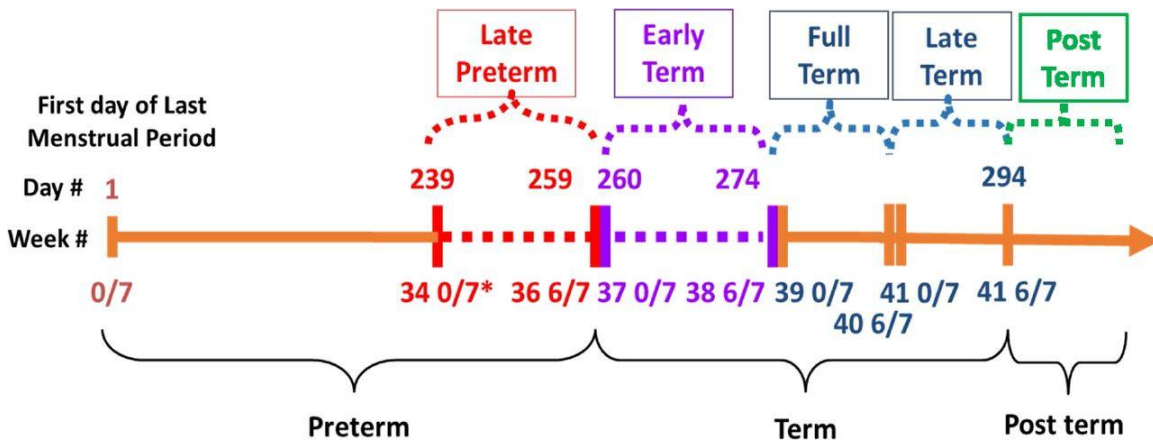 Late
Preterm
Early
Term
Full
Term
Late
Term
Post
Term
First day of Last
Menstrual Period
Day # 1 239 259 260 274 294
Week #
0/7 34 0/7* 36 6/7 37 0/7 38 6/7 39 0/7 41 0/7 41 6/7
40 6/7
Preterm Term Post term